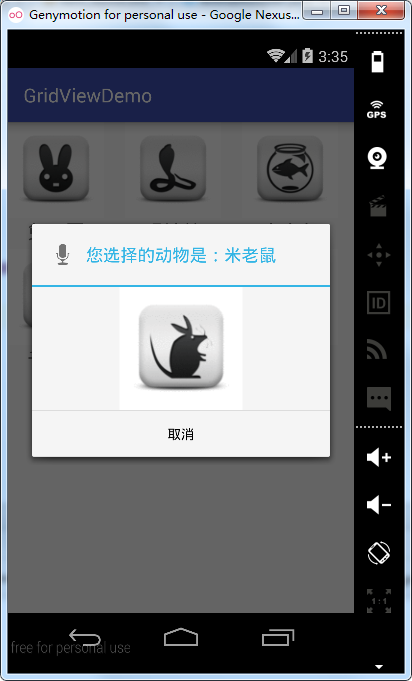 Genymotion for personal use - Google Nexus...
3:35
GridViewDemo
GPS
您选择的动物是：米老鼠
取消
ID
1:1
free for personal use